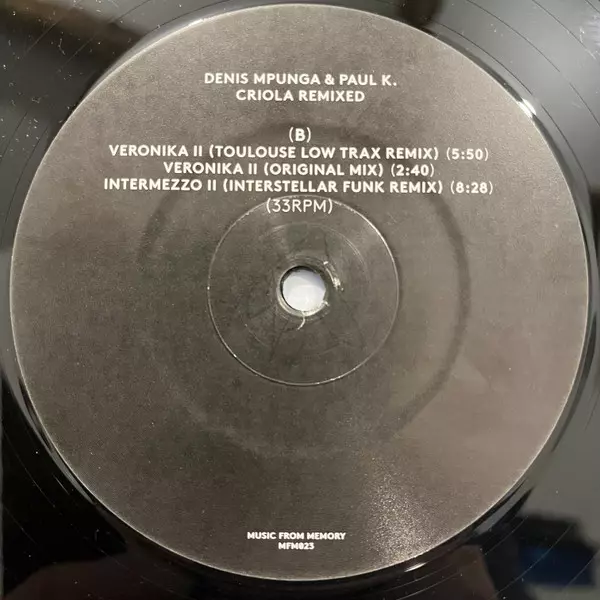 DENIS MPUNGA & PAUL K.
CRIOLA REMIXED
(B)
VERONIKA II (TOULOUSE LOW TRAX REMIX) (5:50)
VERONIKA II (ORIGINAL MIX) (2:40)
INTERMEZZO II (INTERSTELLAR FUNK REMIX) (8:28)
(33RPM)
MUSIC FROM MEMORY
MFM023